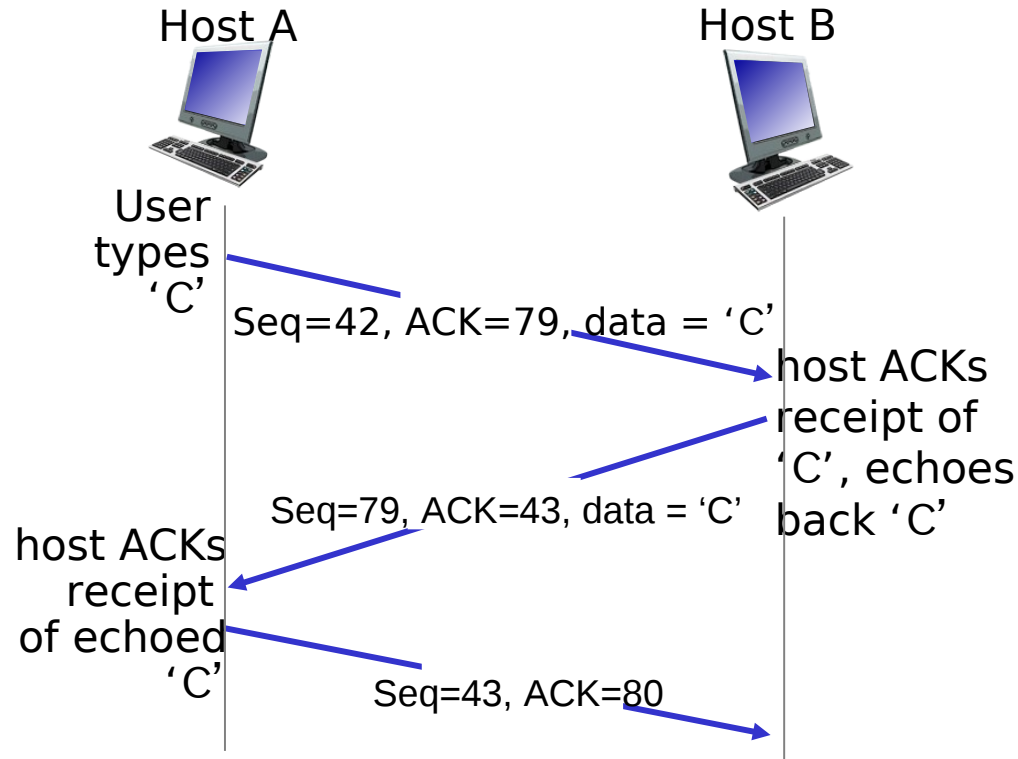 Host A
Host B
User
types
‘C’
Seq=42, ACK=79, data = ‘C’
host ACKs
receipt of
‘C’, echoes
back ‘C’
Seq=79, ACK=43, data = ‘C’
host ACKs
receipt
of echoed
‘C’
Seq=43, ACK=80